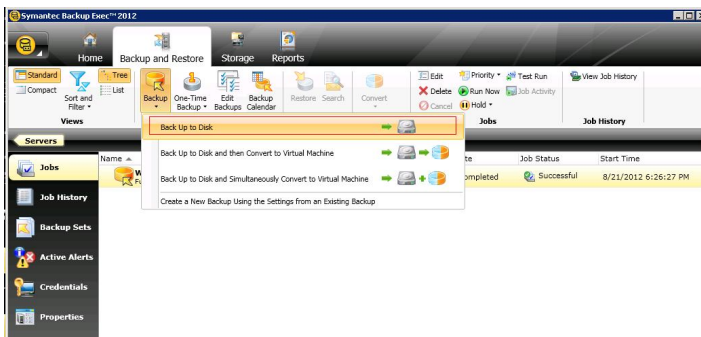 Symantec Backup Exec™ 2012
Home Backup and Restore Storage Reports
Standard
Compact
Sort and
Filter
Tree
List
Views
Backup
One-Time
Backup
Edit
Backups
Backup
Calendar
Restore
Search
Convert
Edit
Delete
Cancel
Priority
Run Now
Hold
Test Run
Job Activity
Jobs
View Job History
Job History
Back Up to Disk
Back Up to Disk and then Convert to Virtual Machine
Back Up to Disk and Simultaneously Convert to Virtual Machine
Create a New Backup Using the Settings from an Existing Backup
Servers
Name Job Status Start Time
Successful 8/21/2012 6:26:27 PM
Jobs
Job History
Backup Sets
Active Alerts
Credentials
Properties